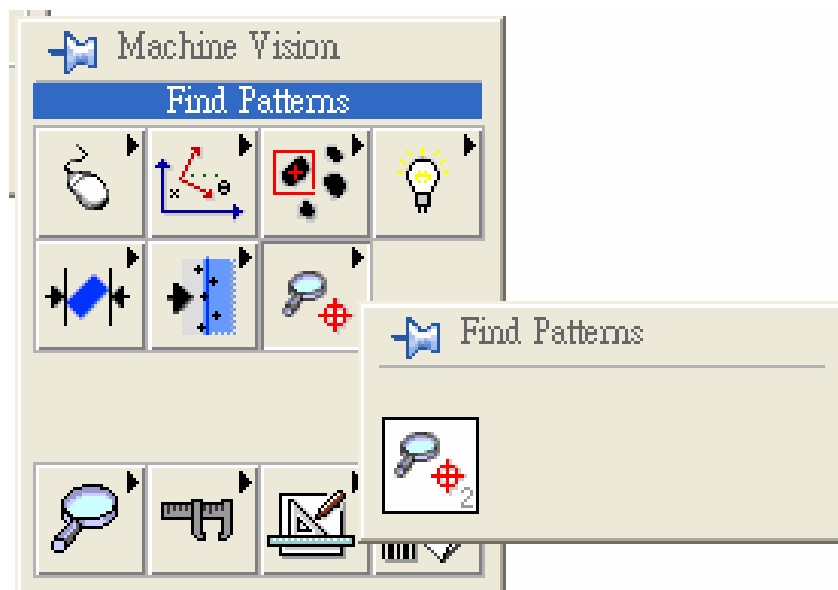 Machine Vision
Find Patterns
x θ
Find Patterns
2